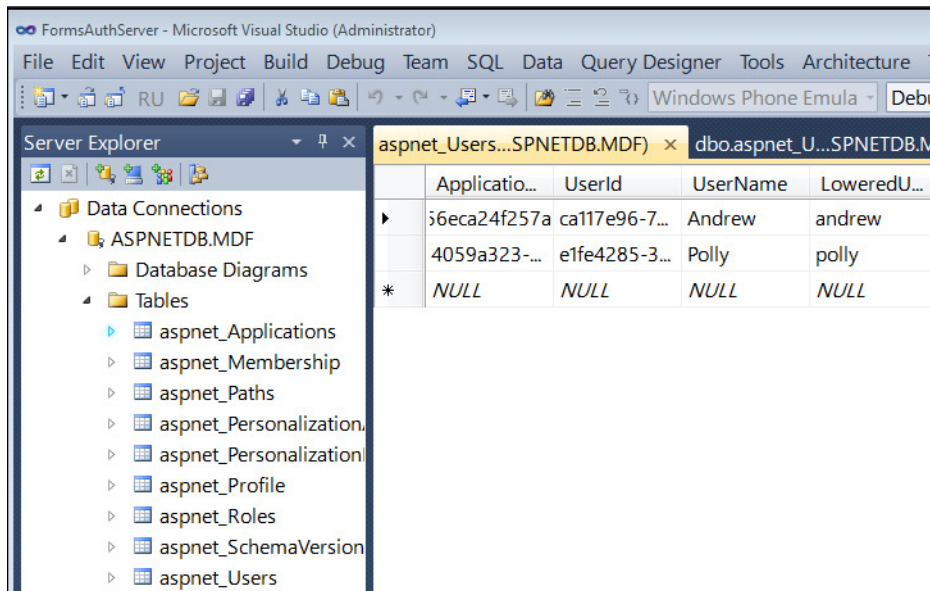 FormsAuthServer - Microsoft Visual Studio (Administrator)
File Edit View Project Build Debug Team SQL Data Query Designer Tools Architecture
RU Windows Phone Emula Debu
Server Explorer
aspnet_Users...SPNETDB.MDF) dbo.aspnet_U...SPNETDB.M
Applicatio... UserId UserName LoweredU...
Data Connections
56eca24f257a ca117e96-7... Andrew andrew
ASPNETDB.MDF
4059a323-... e1fe4285-3... Polly polly
Database Diagrams
NULL NULL NULL NULL
Tables
aspnet_Applications
aspnet_Membership
aspnet_Paths
aspnet_Personalization
aspnet_Personalization
aspnet_Profile
aspnet_Roles
aspnet_SchemaVersion
aspnet_Users